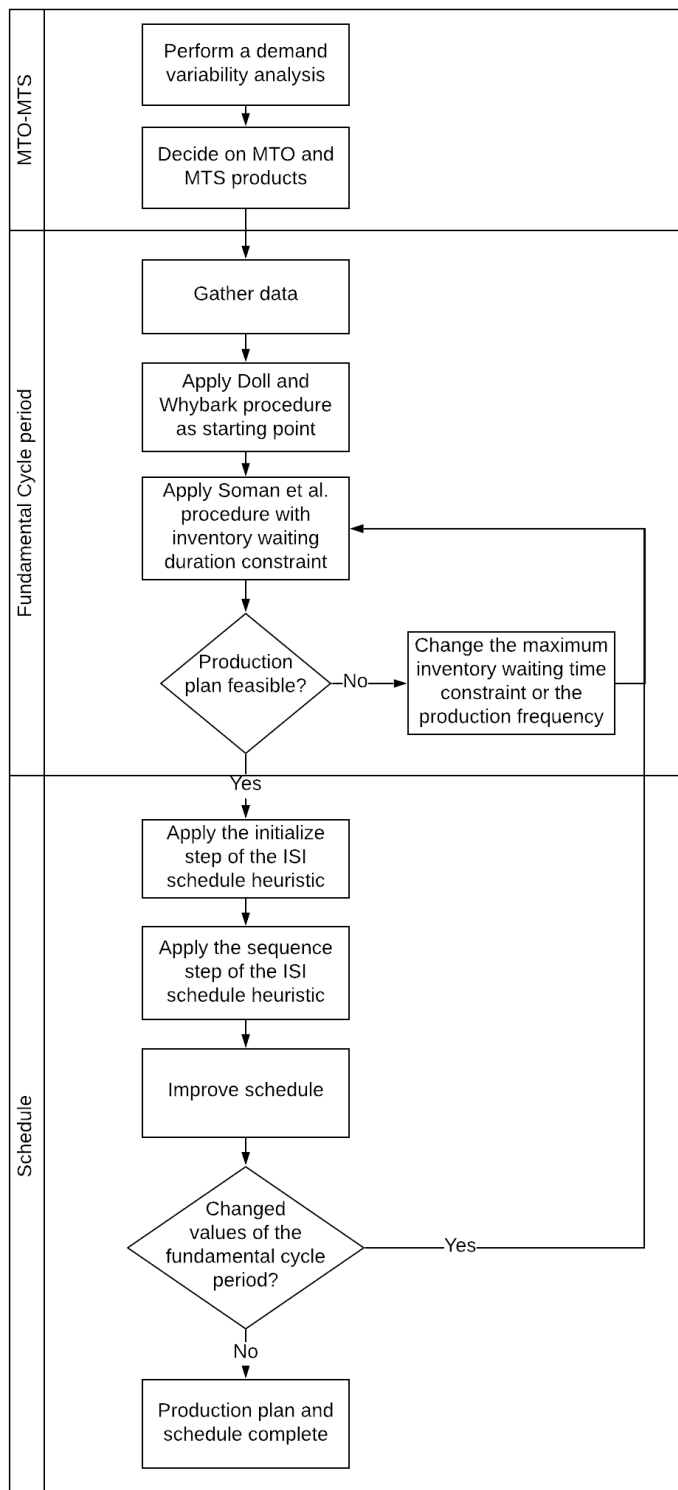 MTO-MTS
Perform a demand
variability analysis
Decide on MTO and
MTS products
Fundamental Cycle period
Gather data
Apply Doll and
Whybark procedure
as starting point
Apply Soman et al.
procedure with
inventory waiting
duration constraint
Production
plan feasible?
No
Change the maximum
inventory waiting time
constraint or the
production frequency
Yes
Schedule
Apply the initialize
step of the ISI
schedule heuristic
Apply the sequence
step of the ISI
schedule heuristic
Improve schedule
Changed
values of the
fundamental cycle
period?
Yes
No
Production plan and
schedule complete